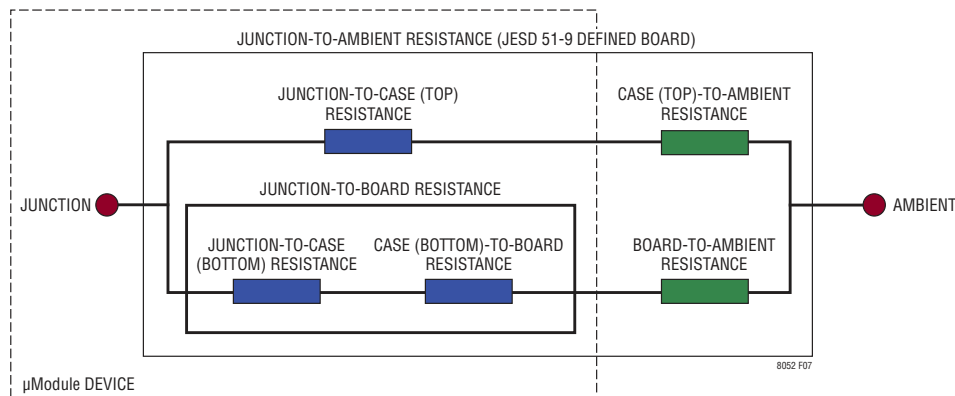 JUNCTION-TO-AMBIENT RESISTANCE (JESD 51-9 DEFINED BOARD)
JUNCTION-TO-CASE (TOP)
RESISTANCE
CASE (TOP)-TO-AMBIENT
RESISTANCE
JUNCTION-TO-BOARD RESISTANCE
JUNCTION
AMBIENT
JUNCTION-TO-CASE
(BOTTOM) RESISTANCE
CASE (BOTTOM)-TO-BOARD
RESISTANCE
BOARD-TO-AMBIENT
RESISTANCE
8052 F07
µModule DEVICE